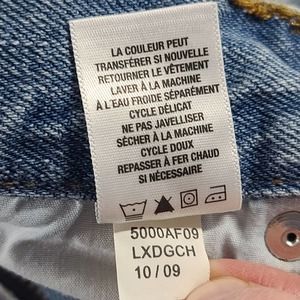 LA COULEUR PEUT
TRANSFÉRER SI NOUVELLE
RETOURNER LE VÊTEMENT
LAVER À LA MACHINE
À L'EAU FROIDE SÉPARÉMENT
CYCLE DÉLICAT
NE PAS JAVELLISER
SÉCHER À LA MACHINE
CYCLE DOUX
REPASSER À FER CHAUD
SI NÉCESSAIRE
5000AF09
LXDGCH
10 / 09